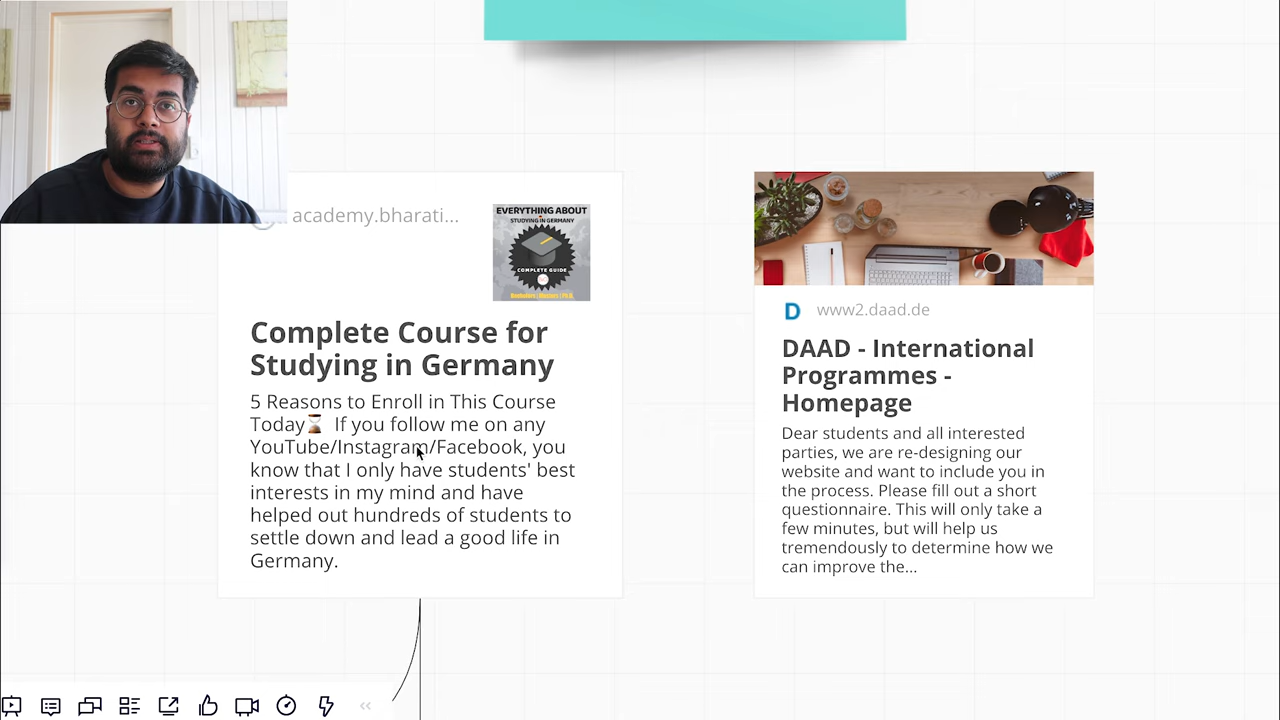 academy.bharati...
EVERYTHING ABOUT
STUDYING IN GERMANY
COMPLETE GUIDE
Bachelors | Masters | Ph.D.
Complete Course for
Studying in Germany
5 Reasons to Enroll in This Course
Today⌛ If you follow me on any
YouTube/Instagram/Facebook, you
know that I only have students' best
interests in my mind and have
helped out hundreds of students to
settle down and lead a good life in
Germany.
D www2.daad.de
DAAD - International
Programmes -
Homepage
Dear students and all interested
parties, we are re-designing our
website and want to include you in
the process. Please fill out a short
questionnaire. This will only take a
few minutes, but will help us
tremendously to determine how we
can improve the...